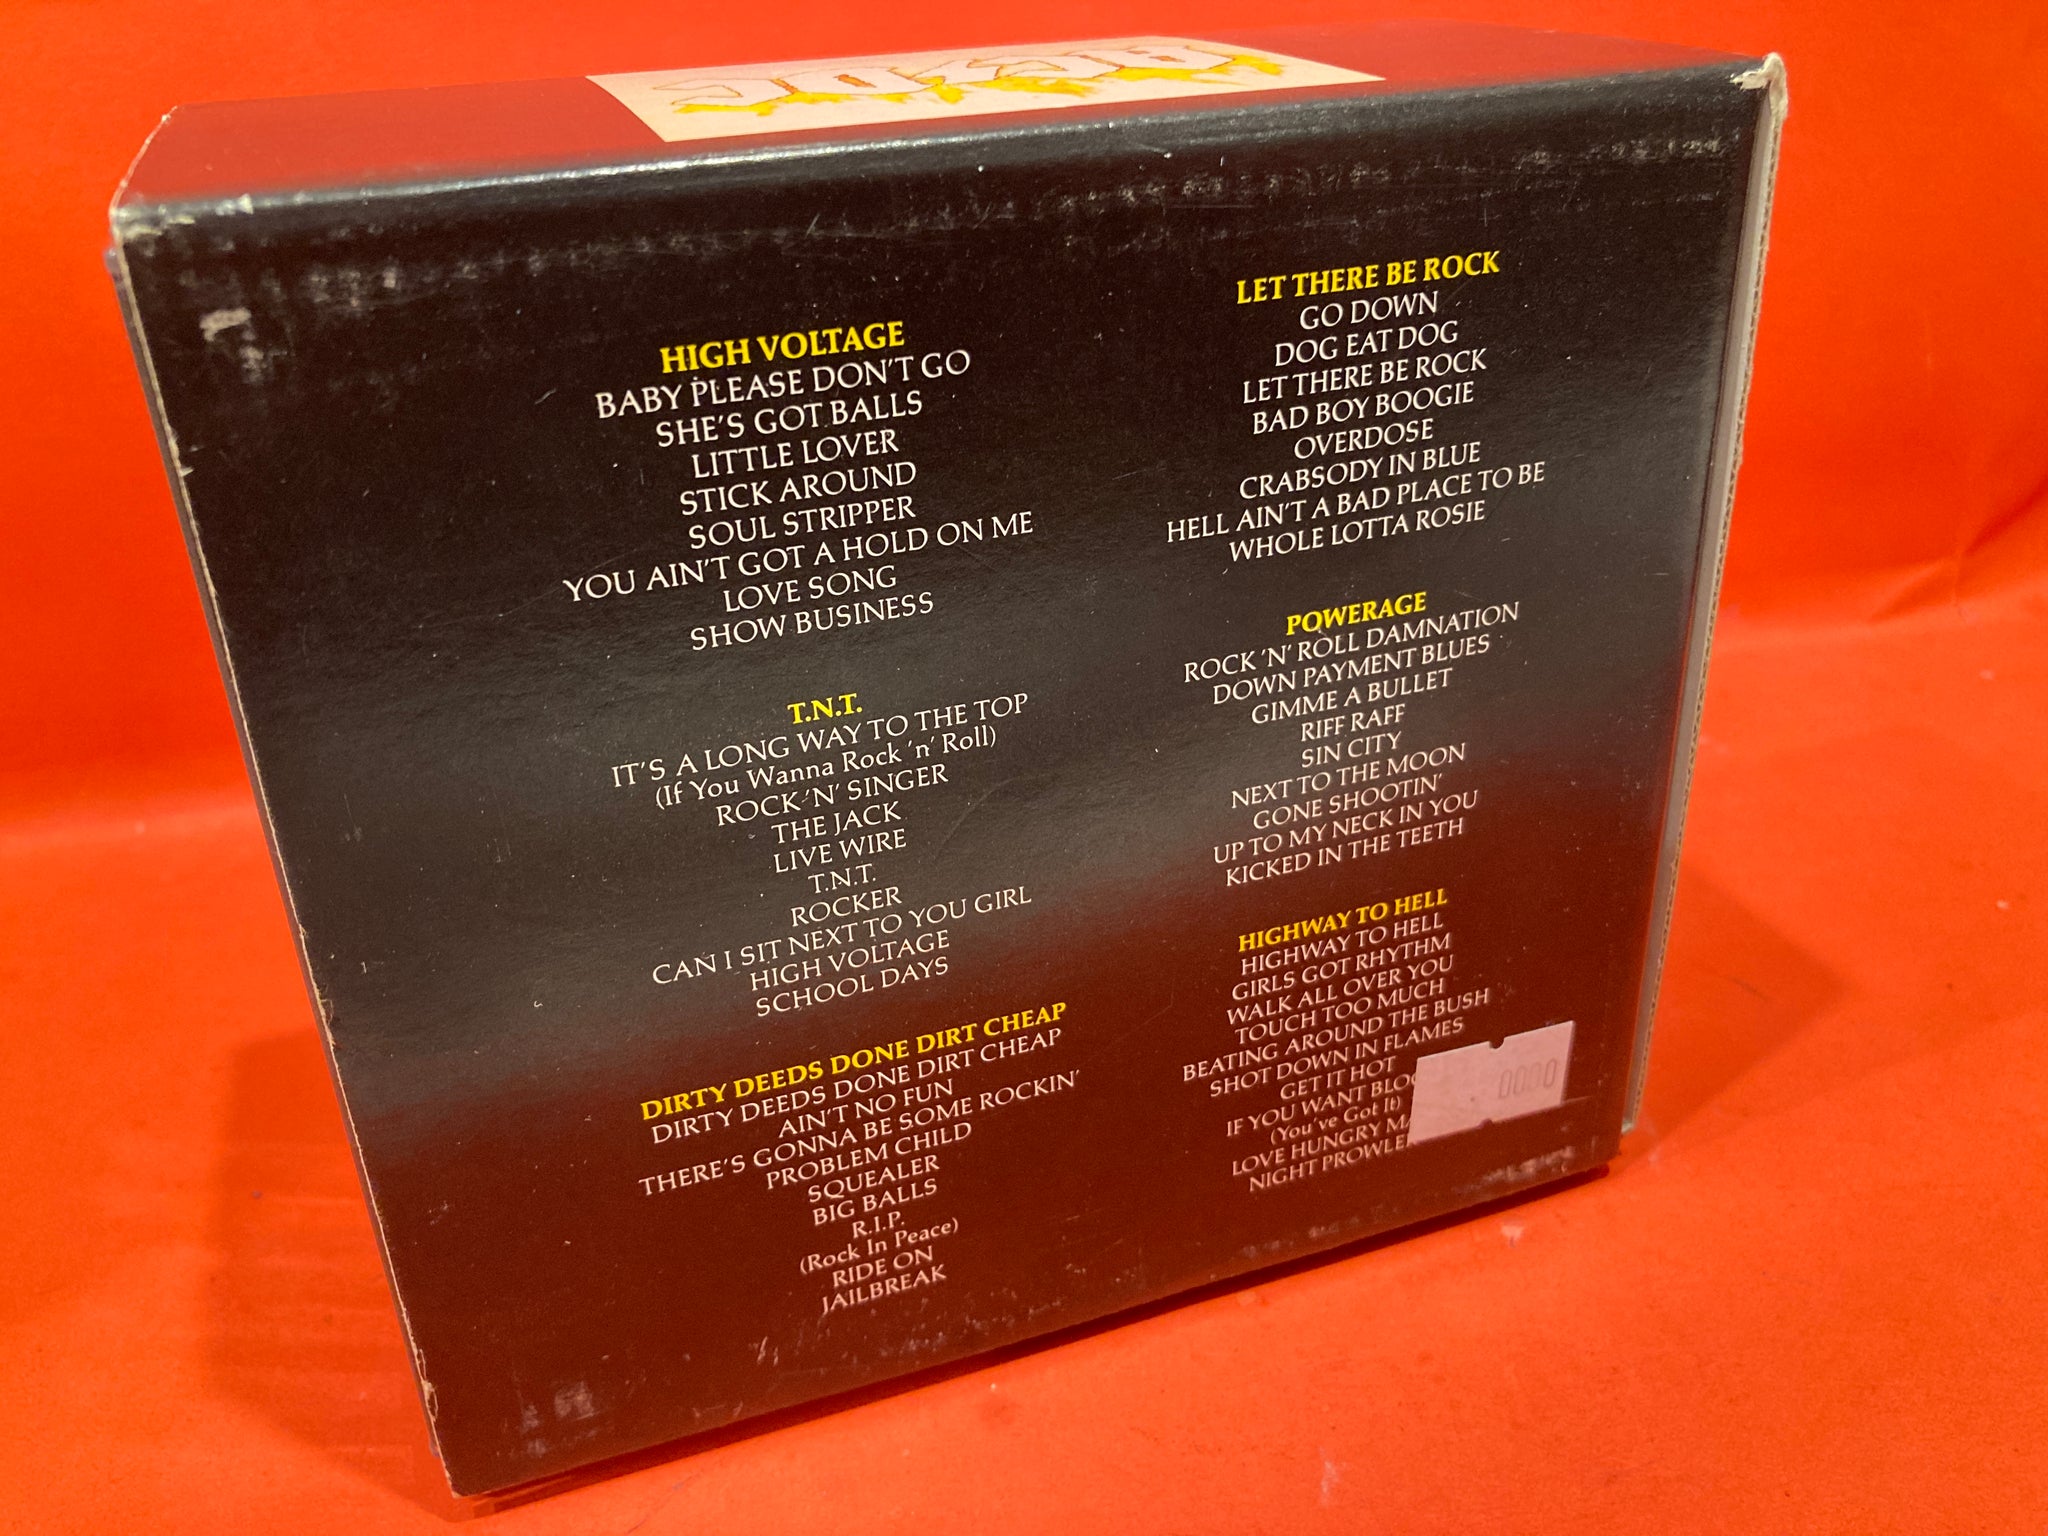 AC/DC
HIGH VOLTAGE
BABY PLEASE DON'T GO
SHE'S GOT BALLS
LITTLE LOVER
STICK AROUND
SOUL STRIPPER
YOU AIN'T GOT A HOLD ON ME
LOVE SONG
SHOW BUSINESS
T.N.T.
IT'S A LONG WAY TO THE TOP
(If You Wanna Rock 'n' Roll)
ROCK 'N' SINGER
THE JACK
LIVE WIRE
T.N.T.
ROCKER
CAN I SIT NEXT TO YOU GIRL
HIGH VOLTAGE
SCHOOL DAYS
DIRTY DEEDS DONE DIRT CHEAP
DIRTY DEEDS DONE DIRT CHEAP
AIN'T NO FUN
THERE'S GONNA BE SOME ROCKIN'
PROBLEM CHILD
SQUEALER
BIG BALLS
R.I.P.
(Rock In Peace)
RIDE ON
JAILBREAK
LET THERE BE ROCK
GO DOWN
DOG EAT DOG
LET THERE BE ROCK
BAD BOY BOOGIE
OVERDOSE
CRABSODY IN BLUE
HELL AIN'T A BAD PLACE TO BE
WHOLE LOTTA ROSIE
POWERAGE
ROCK 'N' ROLL DAMNATION
DOWN PAYMENT BLUES
GIMME A BULLET
RIFF RAFF
SIN CITY
NEXT TO THE MOON
GONE SHOOTIN'
UP TO MY NECK IN YOU
KICKED IN THE TEETH
HIGHWAY TO HELL
HIGHWAY TO HELL
GIRLS GOT RHYTHM
WALK ALL OVER YOU
TOUCH TOO MUCH
BEATING AROUND THE BUSH
SHOT DOWN IN FLAMES
GET IT HOT
IF YOU WANT
(You've Got It)
LOVE HUNGRY
NIGHT
0000